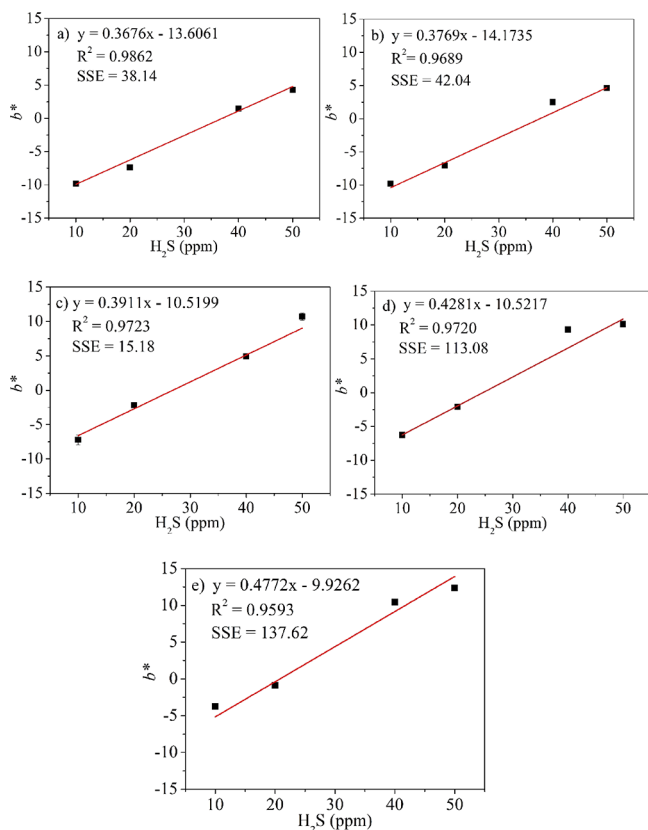 a) y = 0.3676x - 13.6061
R² = 0.9862
SSE = 38.14
15
10
5
0
-5
-10
-15
b*
10 20 30 40 50
H₂S (ppm)
b) y = 0.3769x - 14.1735
R²= 0.9689
SSE = 42.04
15
10
5
0
-5
-10
-15
b*
10 20 30 40 50
H₂S (ppm)
c) y = 0.3911x - 10.5199
R² = 0.9723
SSE = 15.18
15
10
5
0
-5
-10
-15
b*
10 20 30 40 50
H₂S (ppm)
d) y = 0.4281x - 10.5217
R² = 0.9720
SSE = 113.08
15
10
5
0
-5
-10
-15
b*
10 20 30 40 50
H₂S (ppm)
e) y = 0.4772x - 9.9262
R² = 0.9593
SSE = 137.62
15
10
5
0
-5
-10
-15
b*
10 20 30 40 50
H₂S (ppm)